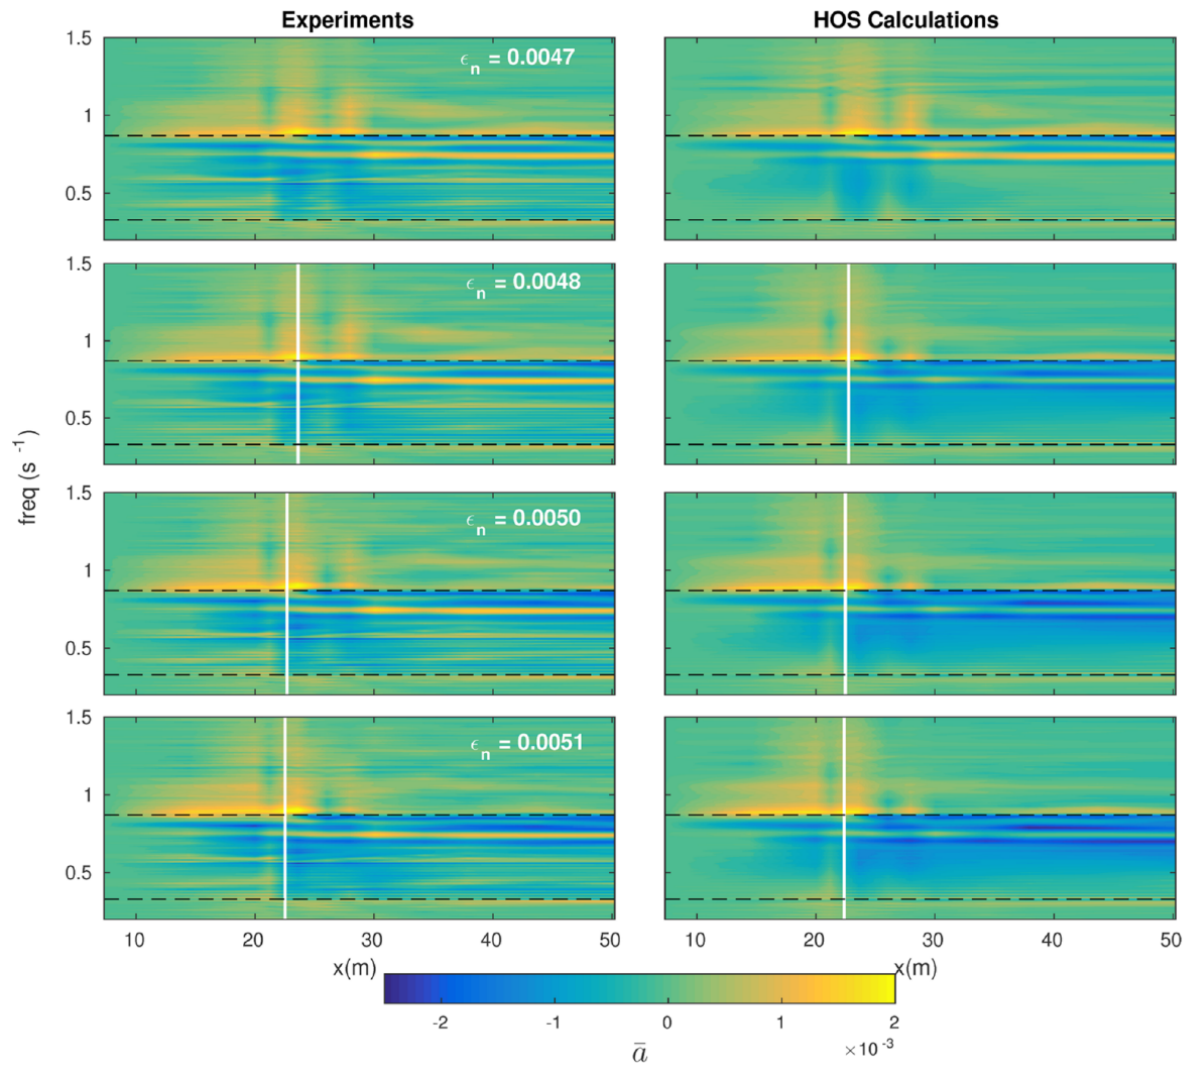 Experiments
HOS Calculations
1.5
1
0.5
ϵn = 0.0047
1.5
1
0.5
ϵn = 0.0048
1.5
1
0.5
ϵn = 0.0050
1.5
1
0.5
ϵn = 0.0051
freq (s -1)
10 20 30 40 50
10 20 30 40 50
x(m)
x(m)
-2 -1 0 1 2
×10 -3
a̅